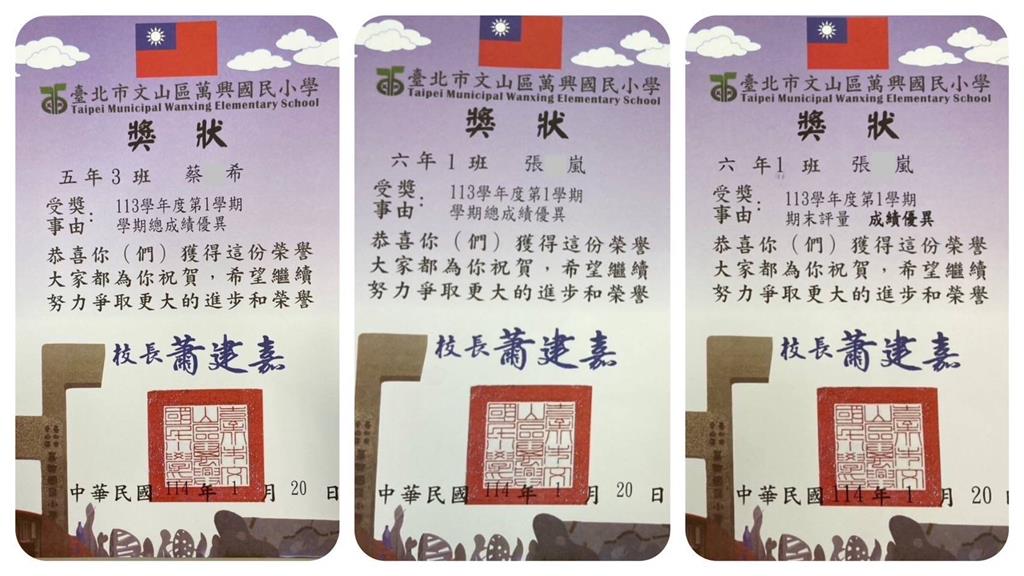 臺北市文山區萬興國民小學
Taipei Municipal Wanxing Elementary School
獎狀
五年3班 蔡 希
受獎事由：
113學年度第1學期
學期總成績優異
恭喜你（們）獲得這份榮譽
大家都為你祝賀，希望繼續
努力爭取更大的進步和榮譽
校長蕭建嘉
中華民國114年1月20日
臺北市文山區萬興國民小學
Taipei Municipal Wanxing Elementary School
獎狀
六年1班 張 嵐
受獎事由：
113學年度第1學期
學期總成績優異
恭喜你（們）獲得這份榮譽
大家都為你祝賀，希望繼續
努力爭取更大的進步和榮譽
校長蕭建嘉
中華民國114年1月20日
臺北市文山區萬興國民小學
Taipei Municipal Wanxing Elementary School
獎狀
六年1班 張 嵐
受獎事由：
113學年度第1學期
期末評量 成績優異
恭喜你（們）獲得這份榮譽
大家都為你祝賀，希望繼續
努力爭取更大的進步和榮譽
校長蕭建嘉
中華民國114年1月20日